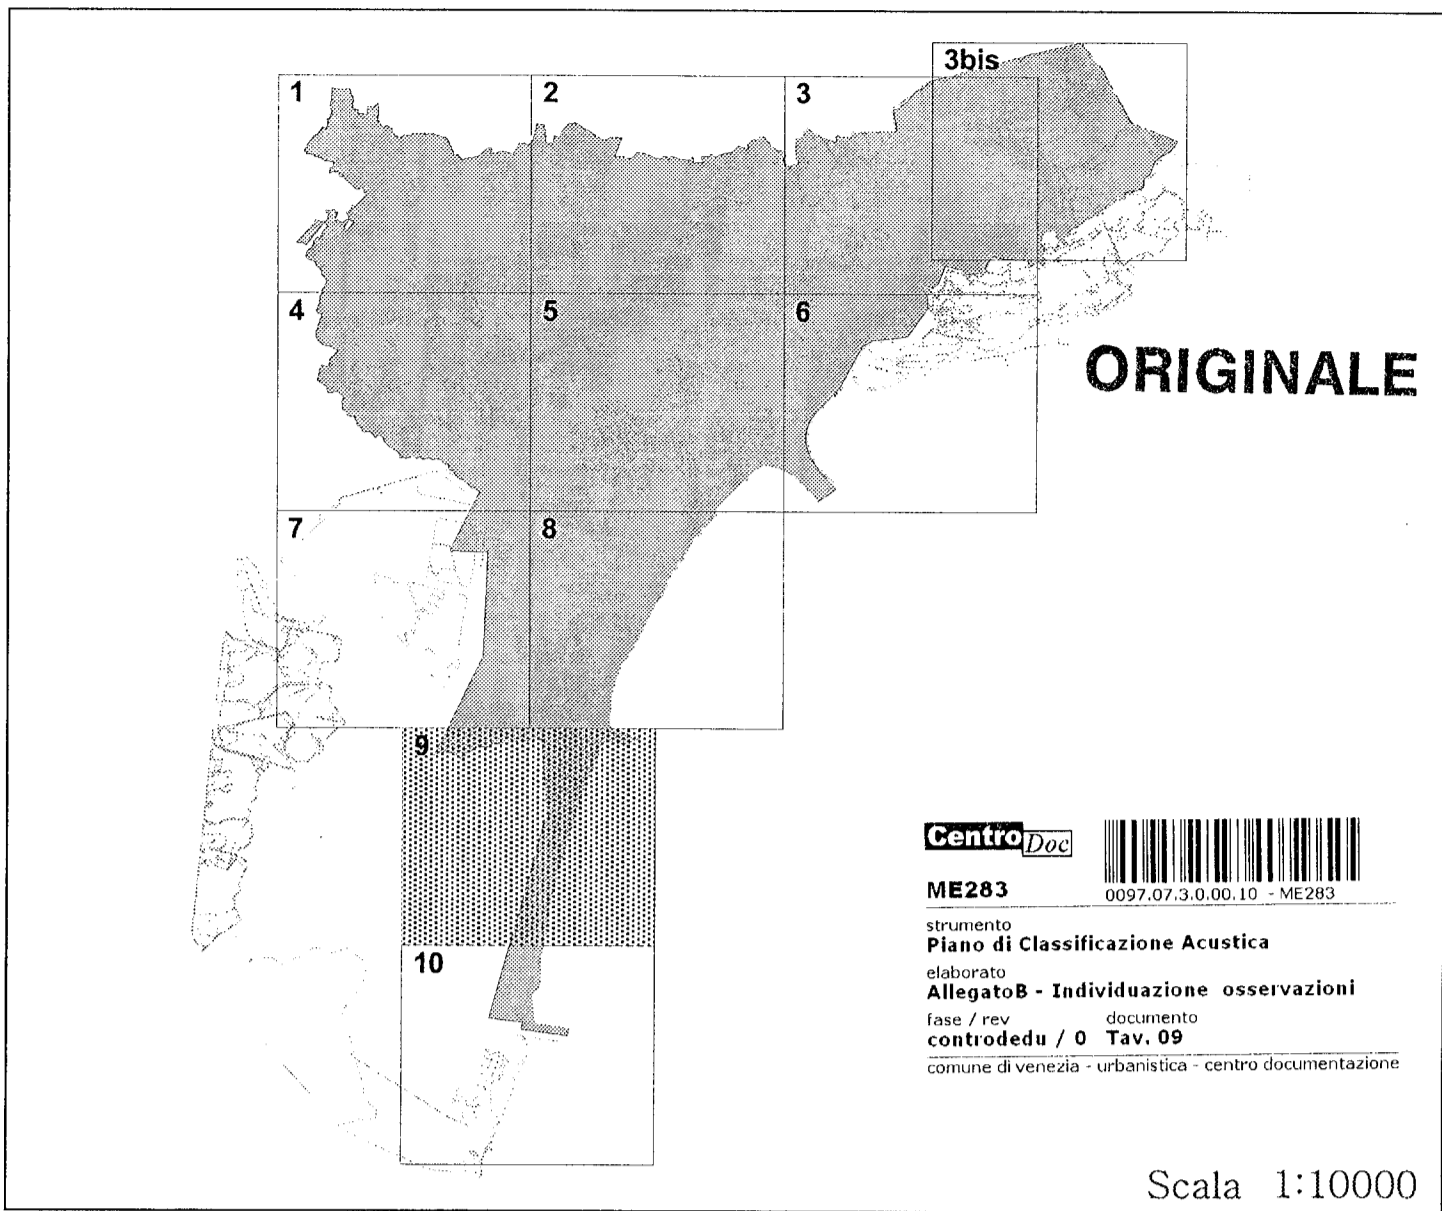 3bis
1
2
3
4
5
6
ORIGINALE
7
8
9
10
Centro Doc
ME283
0097.07.3.0.00.10 - ME283
strumento
Piano di Classificazione Acustica
elaborato
AllegatoB - Individuazione osservazioni
fase / rev documento
controdedu / 0 Tav. 09
comune di venezia - urbanistica - centro documentazione
Scala 1:10000